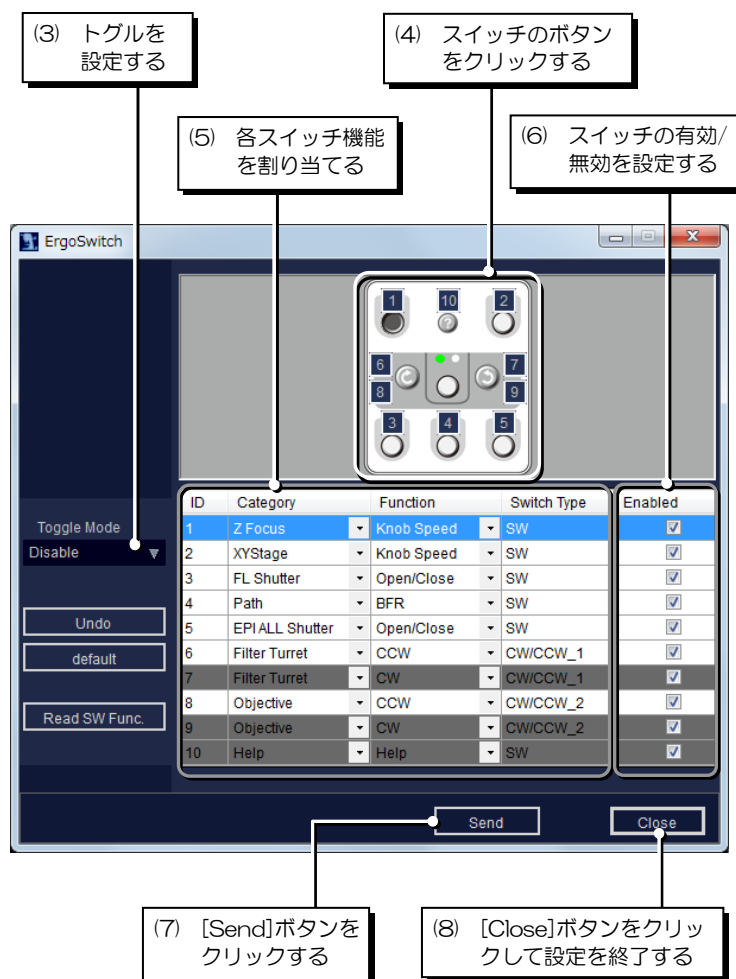 (3) トグルを
設定する
(4) スイッチのボタン
をクリックする
(5) 各スイッチ機能
を割り当てる
(6) スイッチの有効/
無効を設定する
ErgoSwitch
1
10
2
?
6
7
8
9
3
4
5
Toggle Mode
Disable
Undo
default
Read SW Func.
ID Category Function Switch Type Enabled
1 Z Focus Knob Speed SW
2 XYStage Knob Speed SW
3 FL Shutter Open/Close SW
4 Path BFR SW
5 EPI ALL Shutter Open/Close SW
6 Filter Turret CCW CW/CCW_1
7 Filter Turret CW CW/CCW_1
8 Objective CCW CW/CCW_2
9 Objective CW CW/CCW_2
10 Help Help SW
Send
Close
(7) [Send]ボタンを
クリックする
(8) [Close]ボタンをクリッ
クして設定を終了する